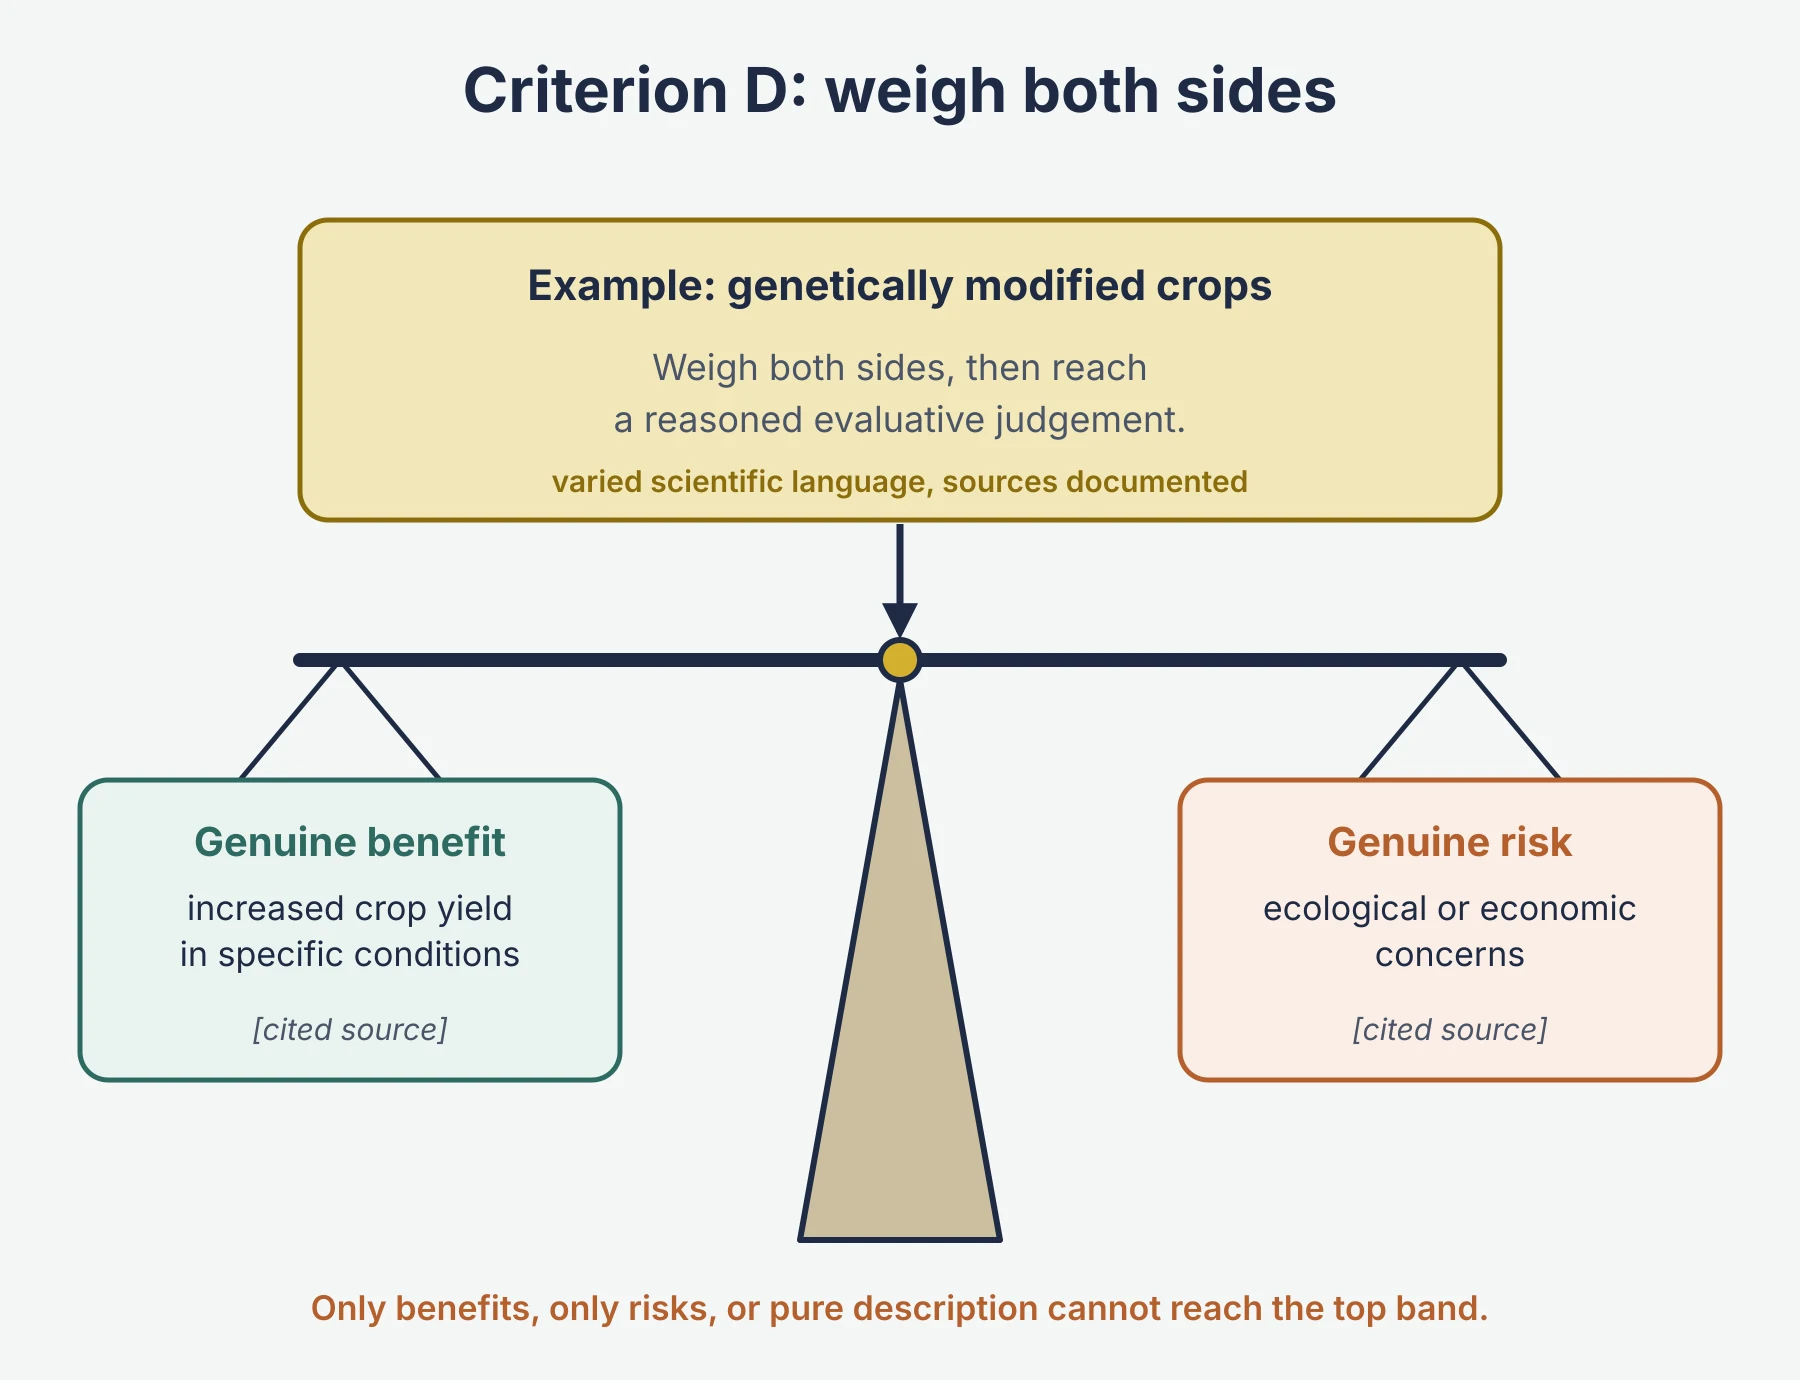 Criterion D: weigh both sides
Example: genetically modified crops
Weigh both sides, then reach
a reasoned evaluative judgement.
varied scientific language, sources documented
Genuine benefit
increased crop yield
in specific conditions
[cited source]
Genuine risk
ecological or economic
concerns
[cited source]
Only benefits, only risks, or pure description cannot reach the top band.